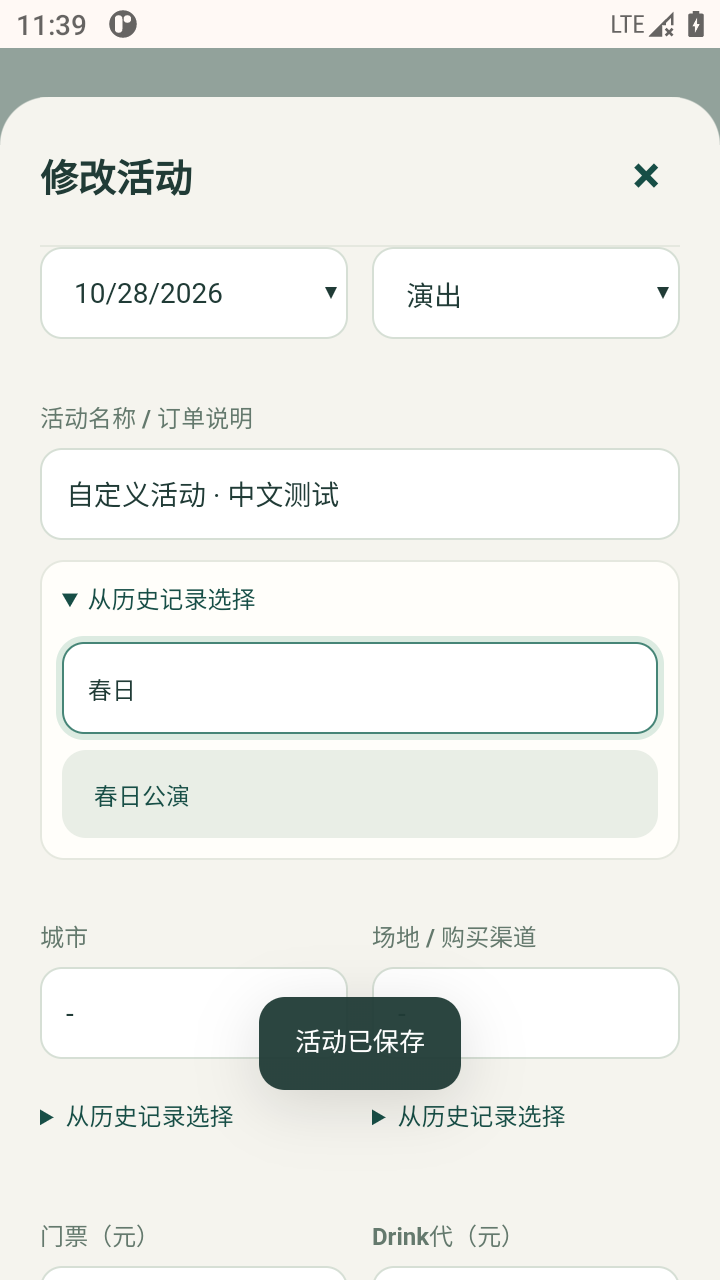 11:39
LTE
修改活动
10/28/2026
演出
活动名称 / 订单说明
自定义活动 · 中文测试
从历史记录选择
春日
春日公演
城市
场地 / 购买渠道
-
-
活动已保存
从历史记录选择
从历史记录选择
门票（元）
Drink代（元）